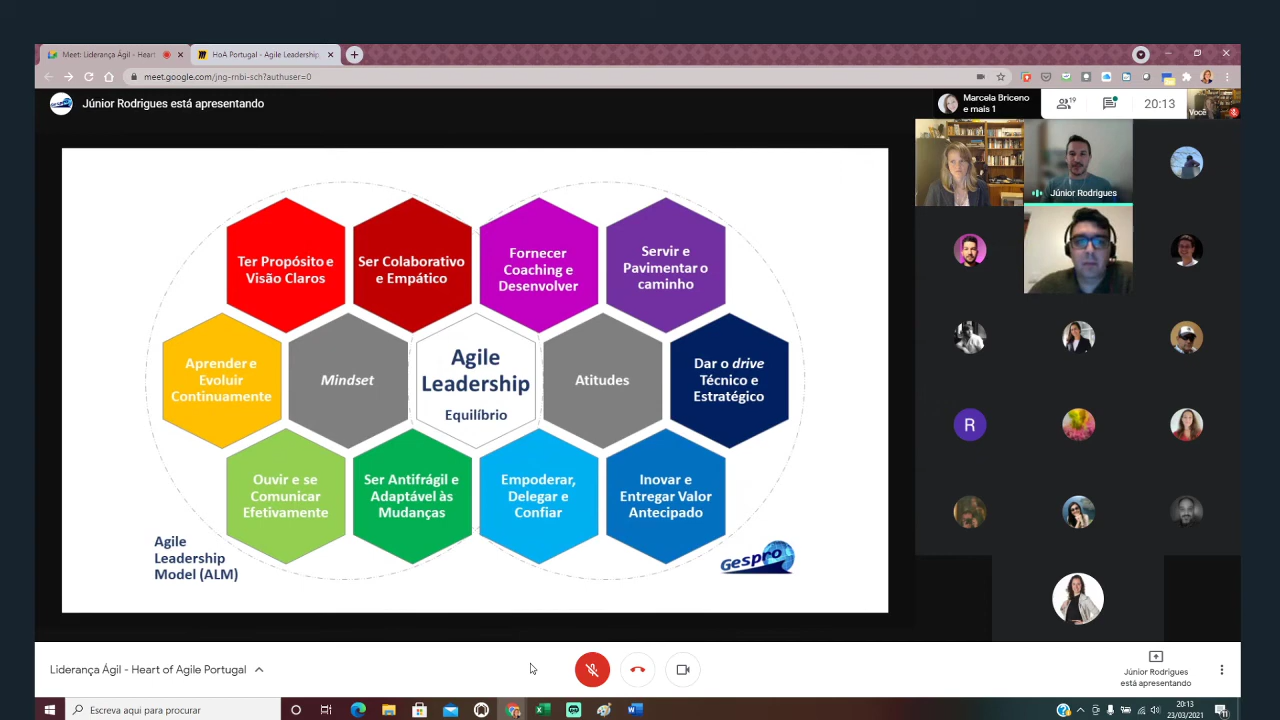 Meet: Liderança Ágil - Heart
HoA Portugal - Agile Leadership
meet.google.com/jng-rnbi-sch?authuser=0
Júnior Rodrigues está apresentando
Marcela Briceno
e mais 1
19
20:13
Você
Júnior Rodrigues
R
Ter Propósito e
Visão Claros
Ser Colaborativo
e Empático
Fornecer
Coaching e
Desenvolver
Servir e
Pavimentar o
caminho
Aprender e
Evoluir
Continuamente
Mindset
Agile
Leadership
Equilíbrio
Atitudes
Dar o drive
Técnico e
Estratégico
Ouvir e se
Comunicar
Efetivamente
Ser Antifrágil e
Adaptável às
Mudanças
Empoderar,
Delegar e
Confiar
Inovar e
Entregar Valor
Antecipado
Agile
Leadership
Model (ALM)
Gespro
Liderança Ágil - Heart of Agile Portugal
Júnior Rodrigues
está apresentando
Escreva aqui para procurar
20:13
23/03/2021